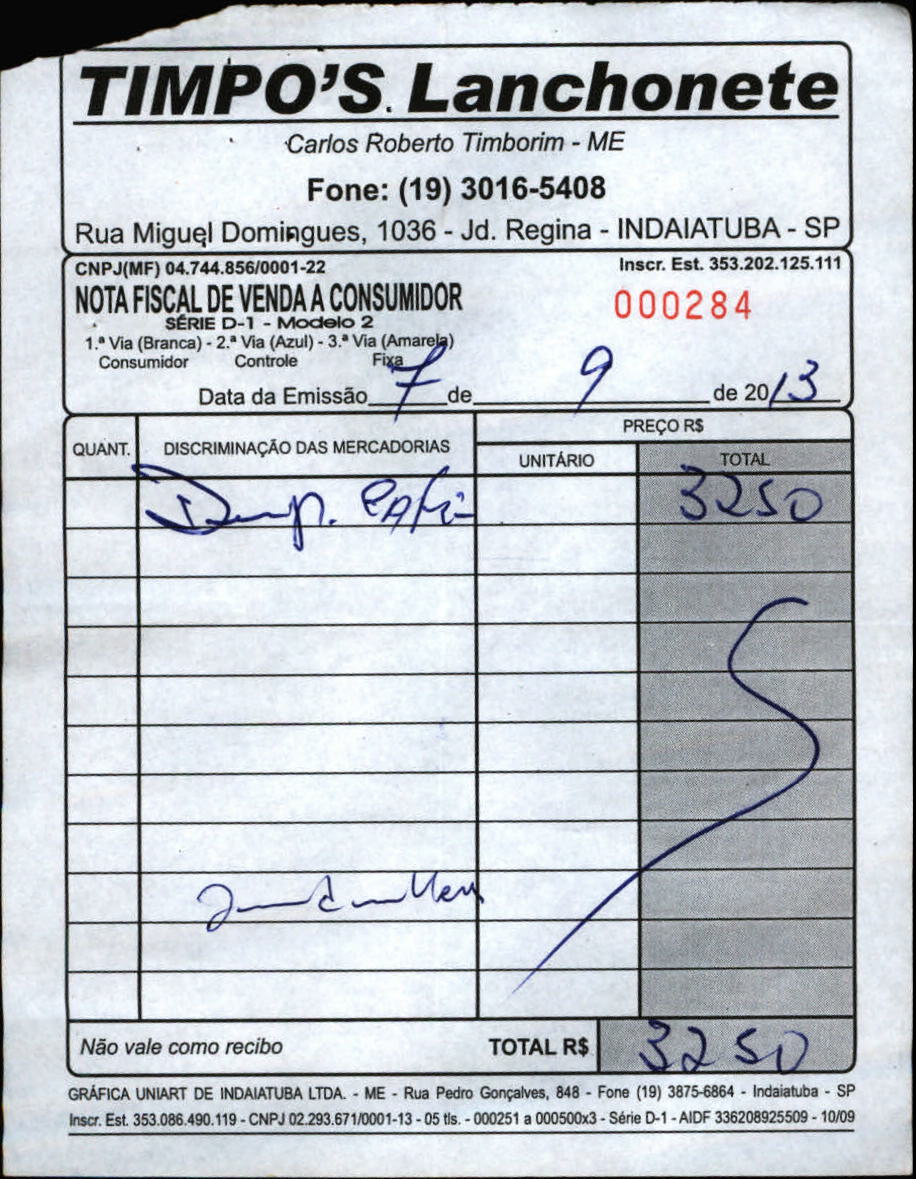 TIMPO'S Lanchonete
Carlos Roberto Timborim - ME
Fone: (19) 3016-5408
Rua Miguel Domingues, 1036 - Jd. Regina - INDAIATUBA - SP
CNPJ(MF) 04.744.856/0001-22 Inscr. Est. 353.202.125.111
NOTA FISCAL DE VENDA A CONSUMIDOR 000284
SÉRIE D-1 - Modelo 2
1.ª Via (Branca) - 2.ª Via (Azul) - 3.ª Via (Amarela)
Consumidor Controle Fixa
Data da Emissão 7 de 9 de 2013
QUANT. DISCRIMINAÇÃO DAS MERCADORIAS PREÇO R$
UNITÁRIO TOTAL
3250
Não vale como recibo TOTAL R$ 3250
GRÁFICA UNIART DE INDAIATUBA LTDA. - ME - Rua Pedro Gonçalves, 848 - Fone (19) 3875-6864 - Indaiatuba - SP
Inscr. Est. 353.086.490.119 - CNPJ 02.293.671/0001-13 - 05 tls. - 000251 a 000500x3 - Série D-1 - AIDF 336208925509 - 10/09